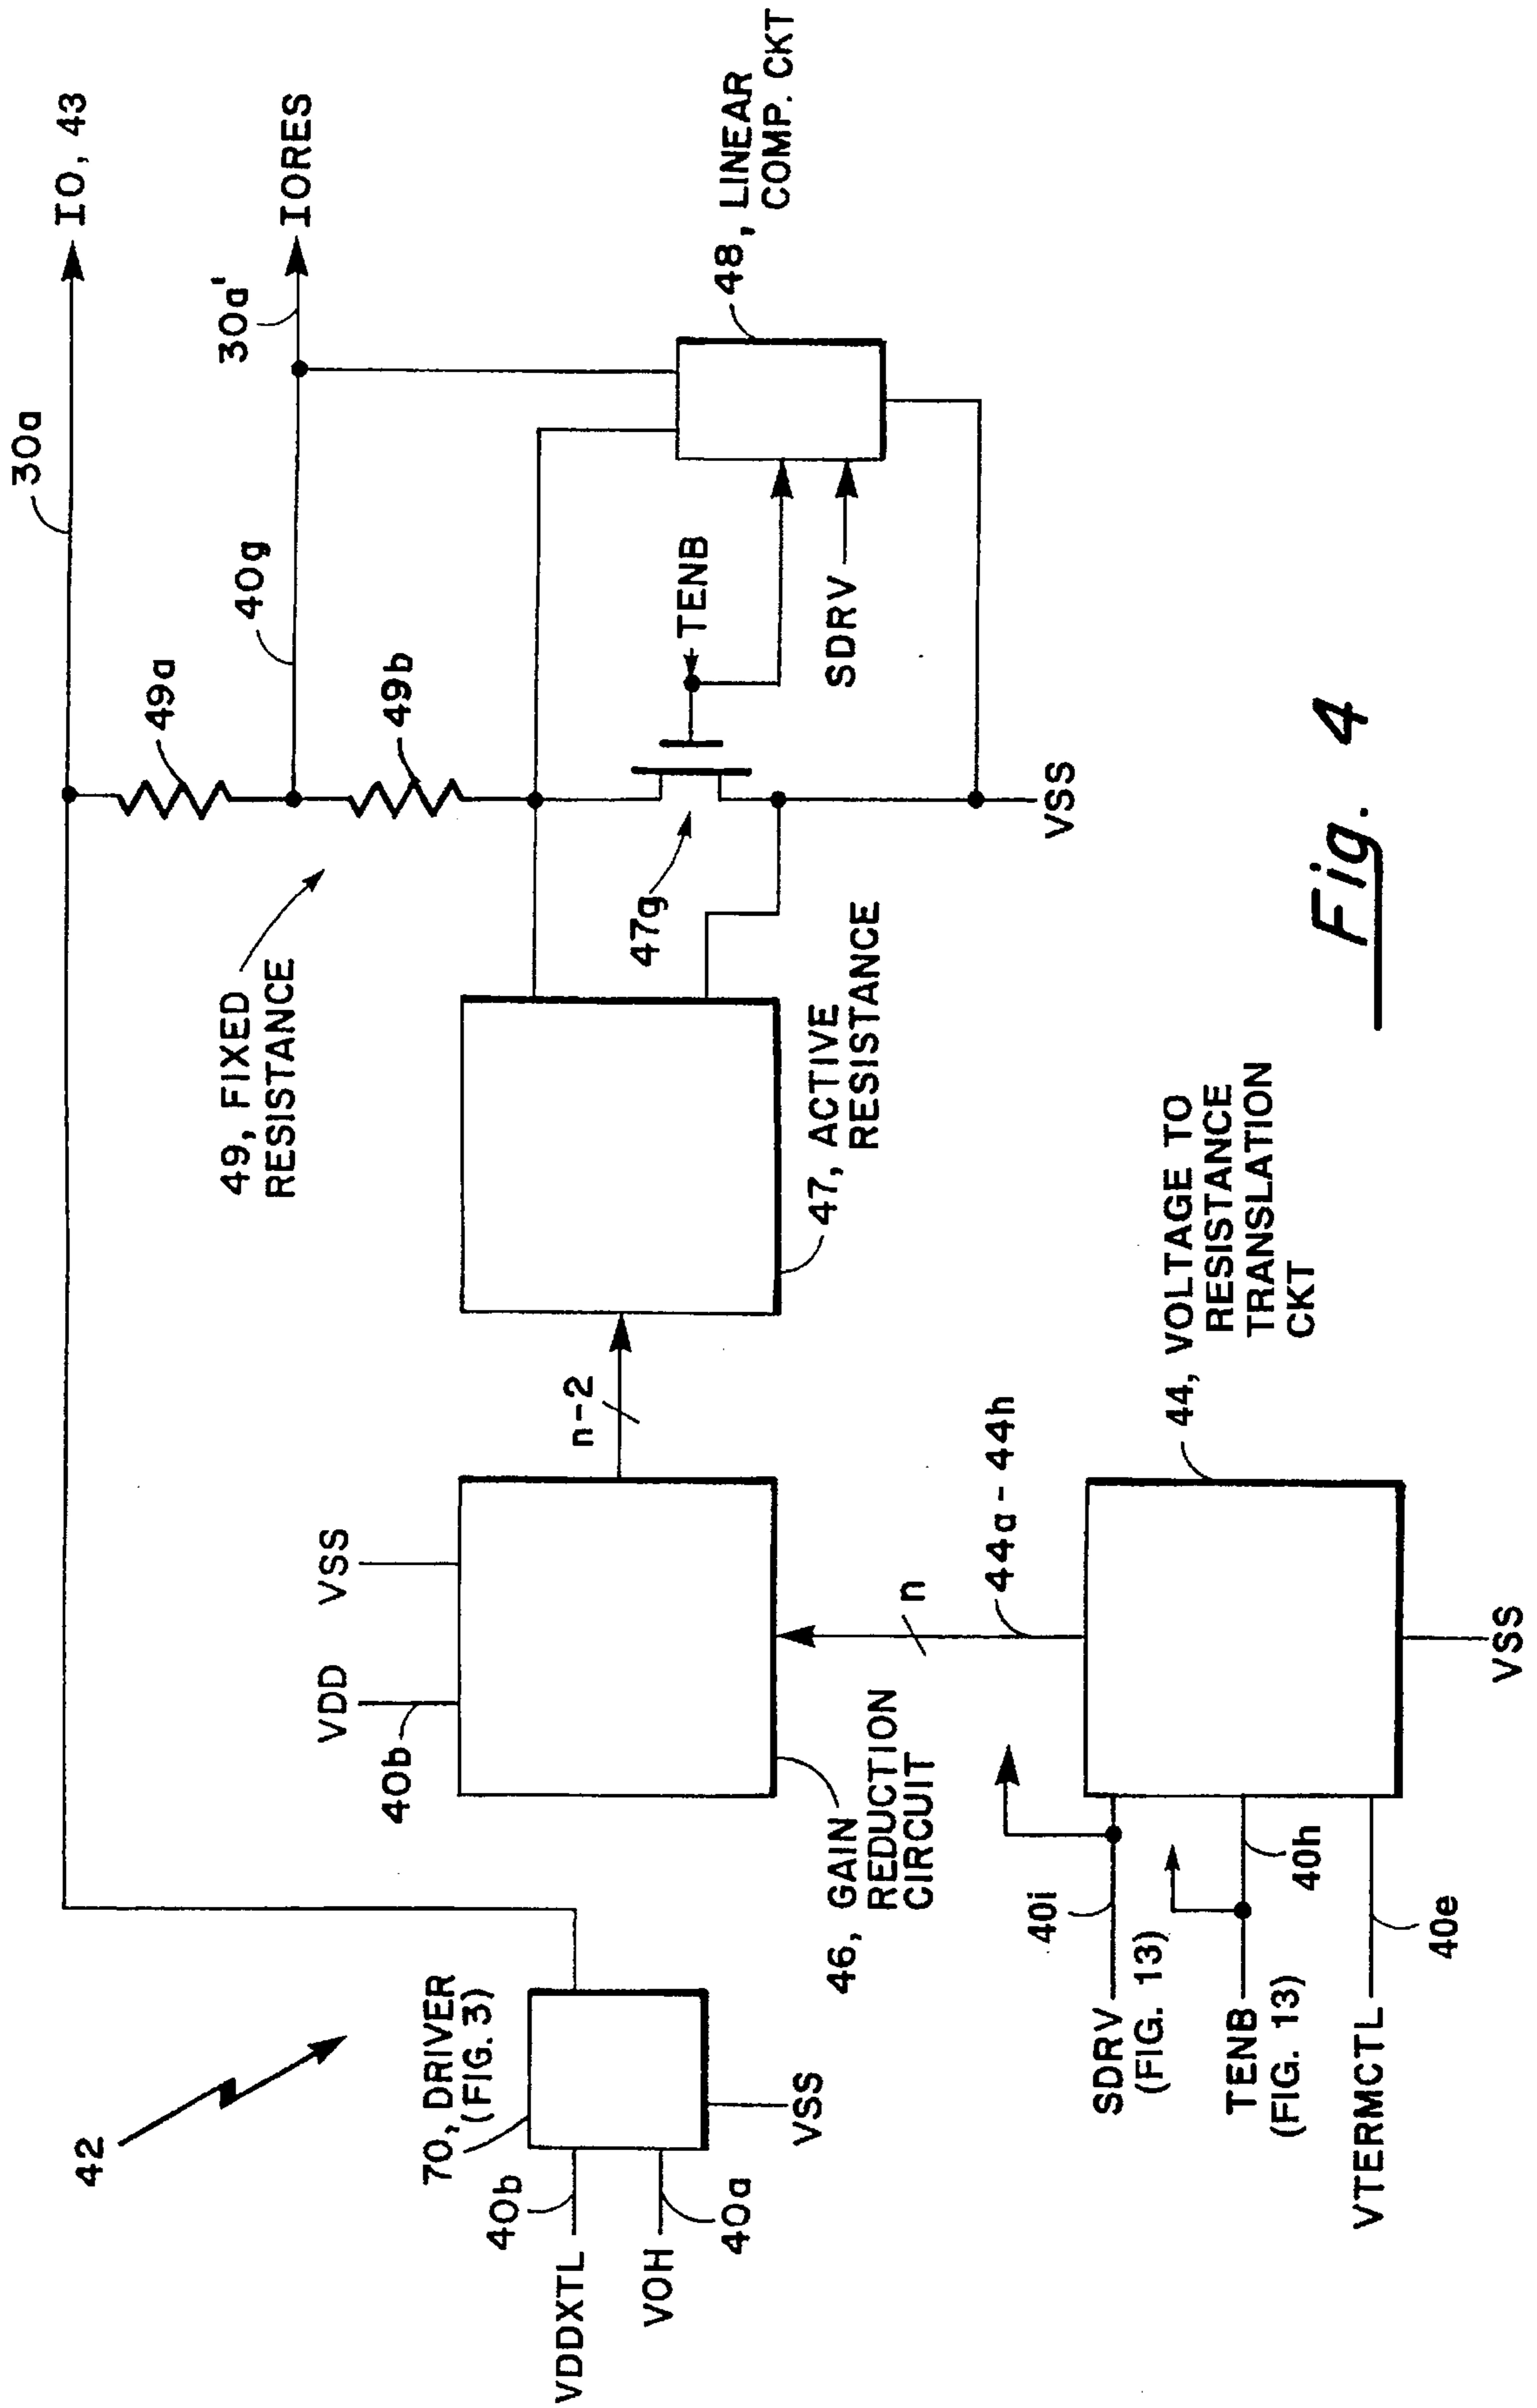 42
30a
IO, 43
49a
40g
30a'
IORES
49, FIXED
RESISTANCE
49b
VDD
VSS
40b
n-2
47g
TENB
SDRV
48, LINEAR
COMP. CKT
70, DRIVER
(FIG. 3)
40b
VDDXTL
VOH
40a
VSS
46, GAIN
REDUCTION
CIRCUIT
47, ACTIVE
RESISTANCE
VSS
n
44a-44h
SDRV
(FIG. 13)
40i
TENB
(FIG. 13)
40h
VTERMCTL
40e
44, VOLTAGE TO
RESISTANCE
TRANSLATION
CKT
VSS
Fig. 4